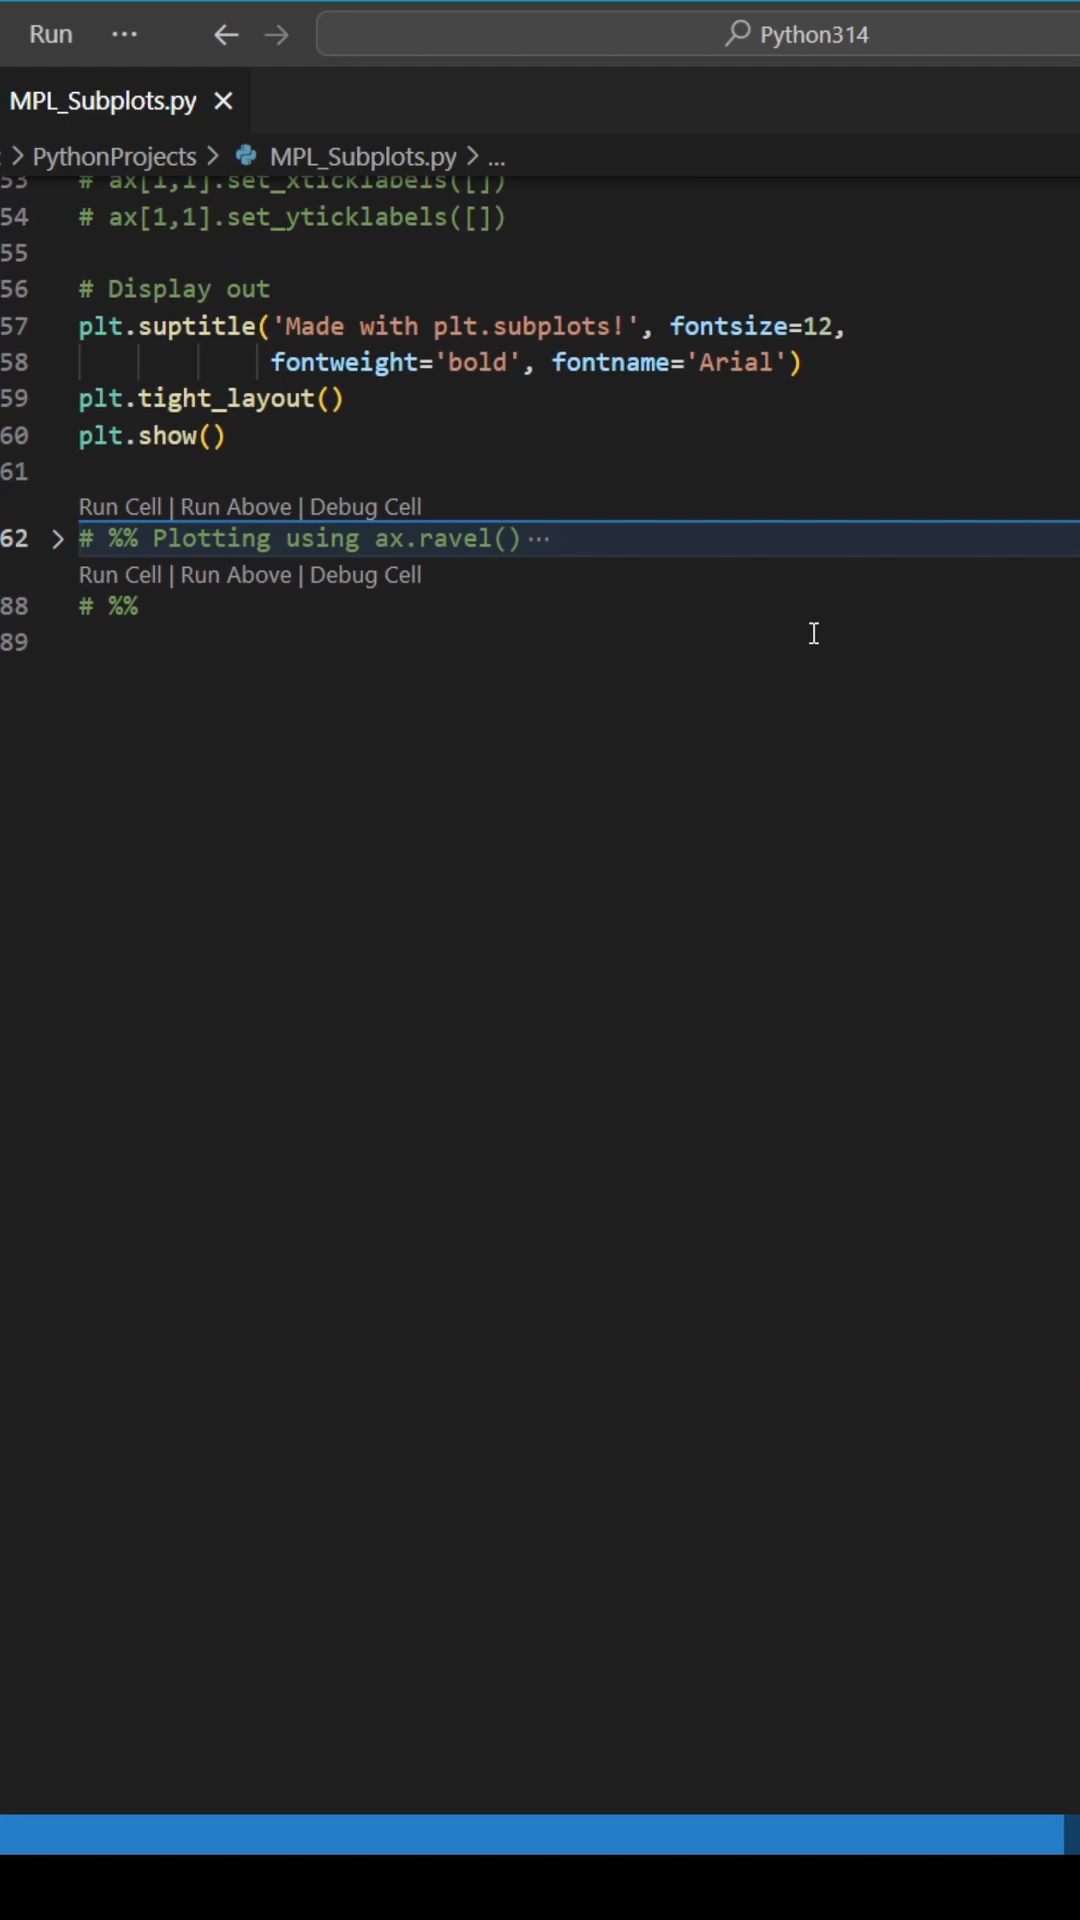 Run ··· ← → Python314
MPL_Subplots.py ×
> PythonProjects > MPL_Subplots.py > ...
53 # ax[1,1].set_xticklabels([])
54 # ax[1,1].set_yticklabels([])
55
56 # Display out
57 plt.suptitle('Made with plt.subplots!', fontsize=12,
58 fontweight='bold', fontname='Arial')
59 plt.tight_layout()
60 plt.show()
61
Run Cell | Run Above | Debug Cell
62 > # %% Plotting using ax.ravel() ···
Run Cell | Run Above | Debug Cell
88 # %%
89